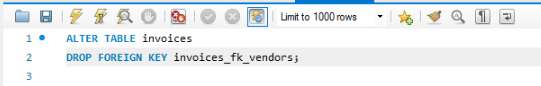 Limit to 1000 rows
1 ALTER TABLE invoices
2 DROP FOREIGN KEY invoices_fk_vendors;
3